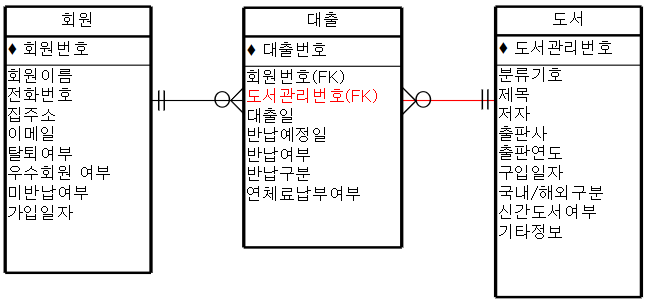 회원
♦ 회원번호
회원이름
전화번호
집주소
이메일
탈퇴여부
우수회원 여부
미반납여부
가입일자
대출
♦ 대출번호
회원번호(FK)
도서관리번호(FK)
대출일
반납예정일
반납여부
반납구분
연체료납부여부
도서
♦ 도서관리번호
분류기호
제목
저자
출판사
출판연도
구입일자
국내/해외구분
신간도서여부
기타정보